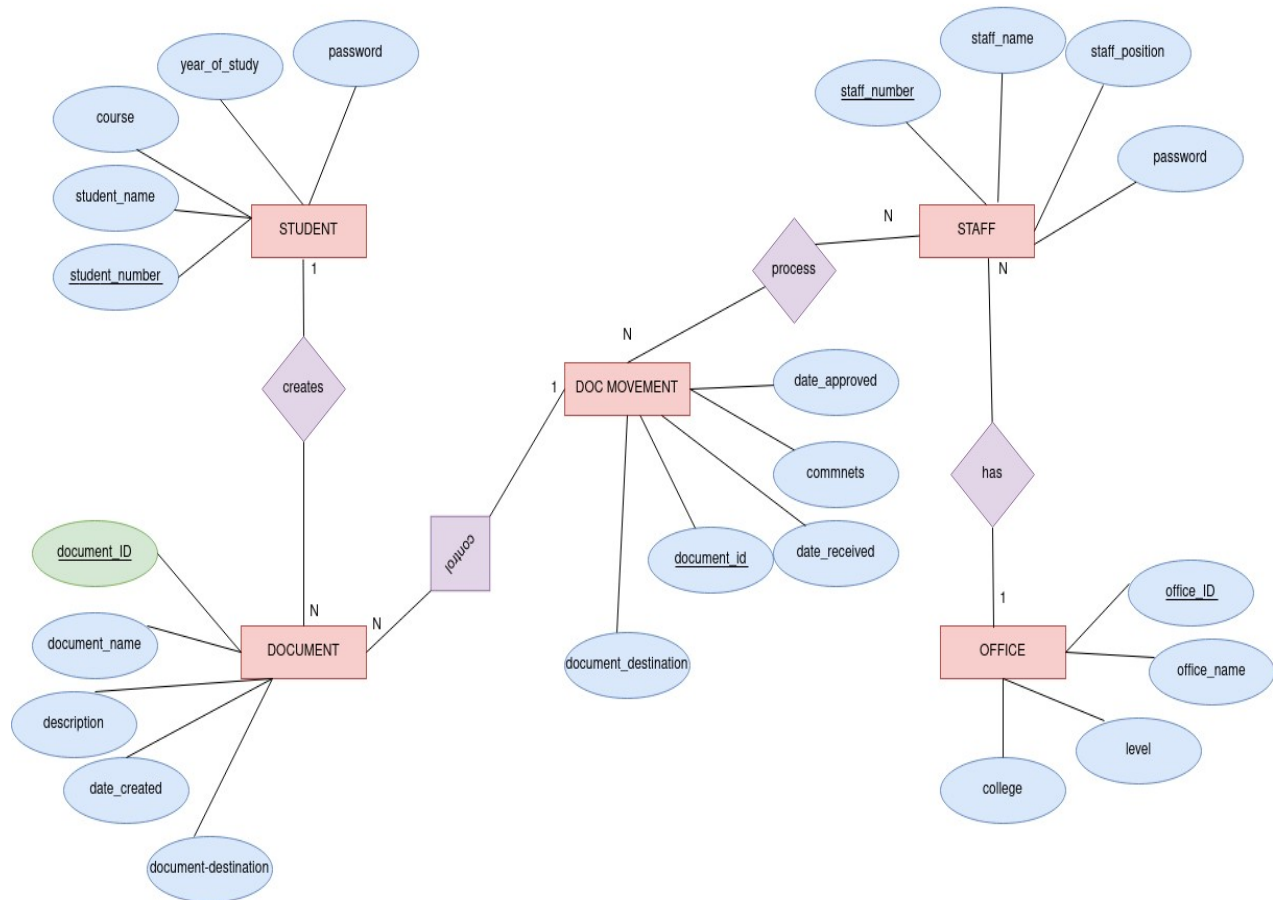 password
year_of_study
course
student_name
student_number
STUDENT
1
creates
N
document_ID
document_name
description
date_created
document-destination
DOCUMENT
N
control
1
DOC MOVEMENT
N
process
N
date_approved
commnets
date_received
document_id
document_destination
staff_name
staff_position
staff_number
password
STAFF
N
has
1
OFFICE
office_ID
office_name
level
college